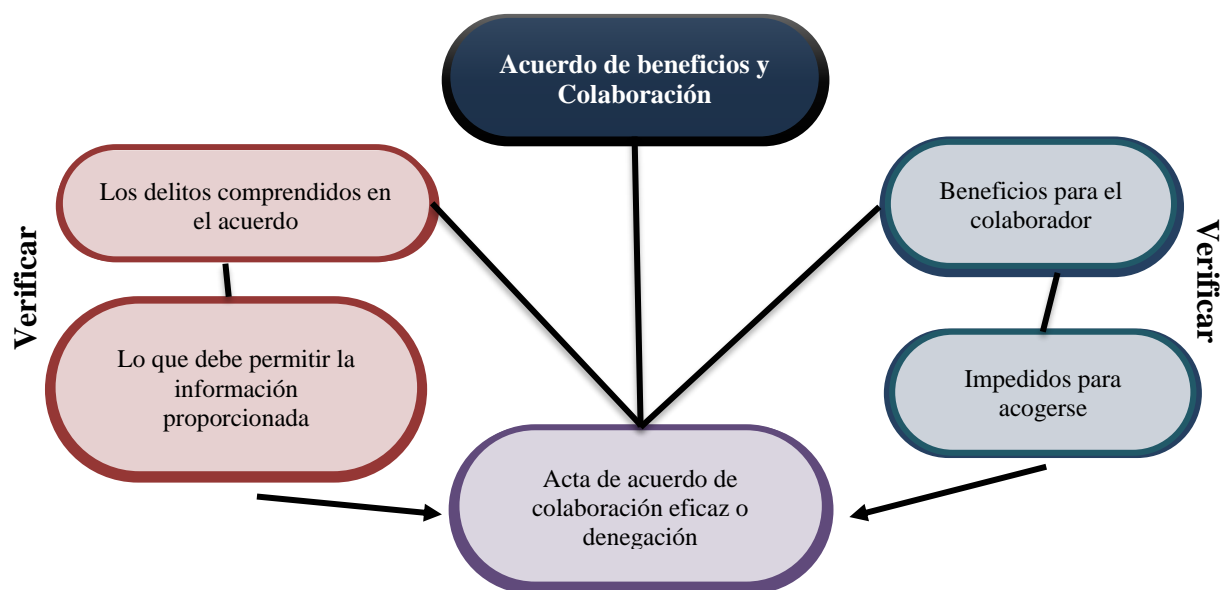 Acuerdo de beneficios y
Colaboración
Verificar
Los delitos comprendidos en
el acuerdo
Lo que debe permitir la
información
proporcionada
Beneficios para el
colaborador
Impedidos para
acogerse
Verificar
Acta de acuerdo de
colaboración eficaz o
denegación